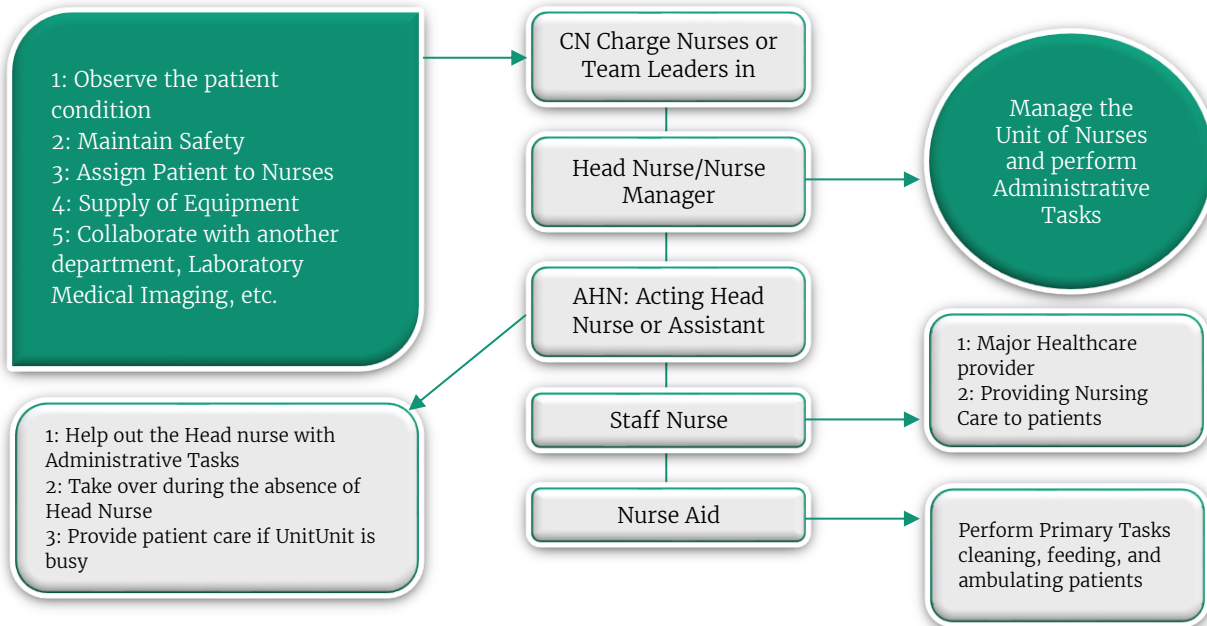 1: Observe the patient
condition
2: Maintain Safety
3: Assign Patient to Nurses
4: Supply of Equipment
5: Collaborate with another
department, Laboratory
Medical Imaging, etc.
CN Charge Nurses or
Team Leaders in
Head Nurse/Nurse
Manager
Manage the
Unit of Nurses
and perform
Administrative
Tasks
AHN: Acting Head
Nurse or Assistant
1: Help out the Head nurse with
Administrative Tasks
2: Take over during the absence of
Head Nurse
3: Provide patient care if UnitUnit is
busy
Staff Nurse
1: Major Healthcare
provider
2: Providing Nursing
Care to patients
Nurse Aid
Perform Primary Tasks
cleaning, feeding, and
ambulating patients